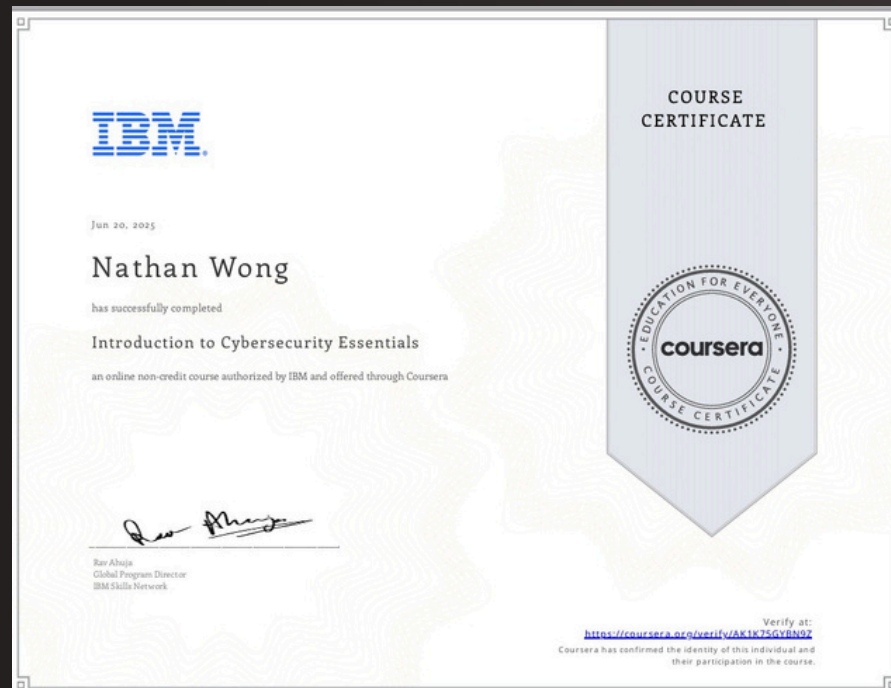 IBM
COURSE
CERTIFICATE
Jun 20, 2025
Nathan Wong
has successfully completed
Introduction to Cybersecurity Essentials
an online non-credit course authorized by IBM and offered through Coursera
EDUCATION FOR EVERYONE
coursera
COURSE CERTIFICATE
Rav Ahuja
Rav Ahuja
Global Program Director
IBM Skills Network
Verify at:
https://coursera.org/verify/AK1K75GYBN9Z
Coursera has confirmed the identity of this individual and
their participation in the course.